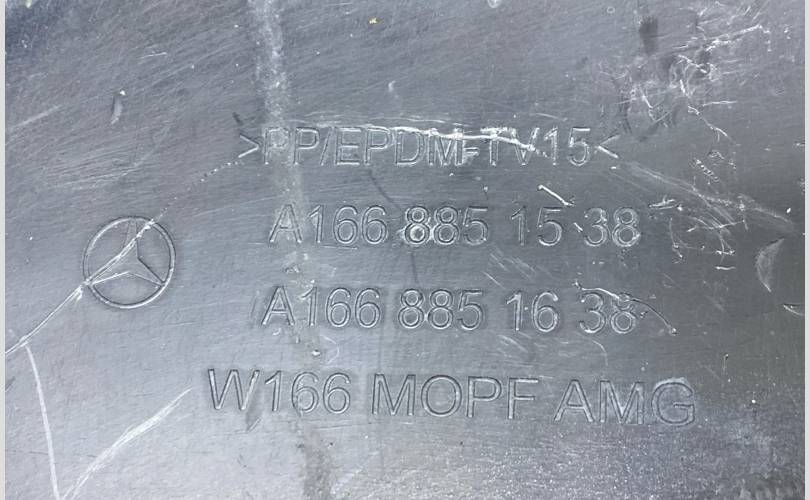 >PP/EPDM-TV15<
A166 885 15 38
A166 885 16 38
W166 MOPF AMG